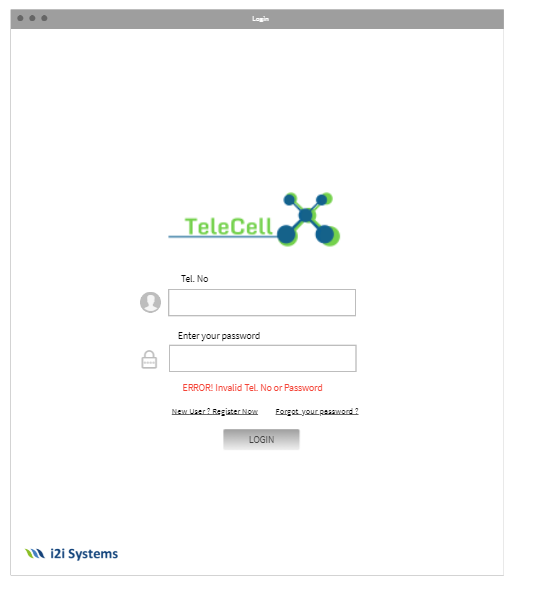 Login
TeleCell
Tel. No
Enter your password
ERROR! Invalid Tel. No or Password
New User ? Register Now Forgot your password ?
LOGIN
i2i Systems